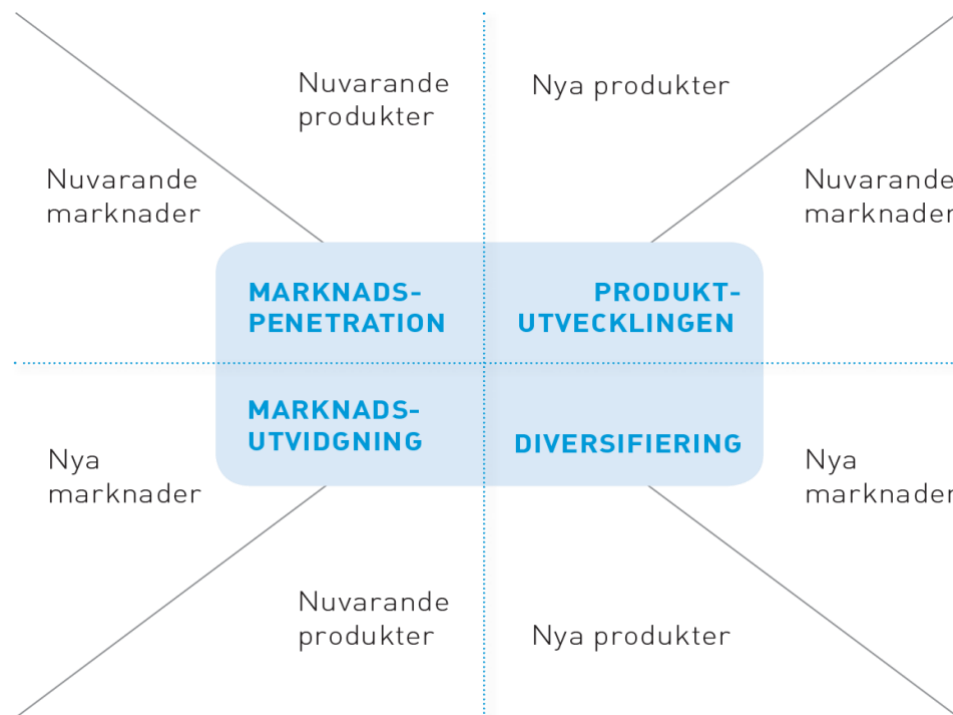 Nuvarande
produkter
Nya produkter
Nuvarande
marknader
Nuvarande
marknader
MARKNADS-
PENETRATION
PRODUKT-
UTVECKLINGEN
MARKNADS-
UTVIDGNING
DIVERSIFIERING
Nya
marknader
Nya
marknader
Nuvarande
produkter
Nya produkter